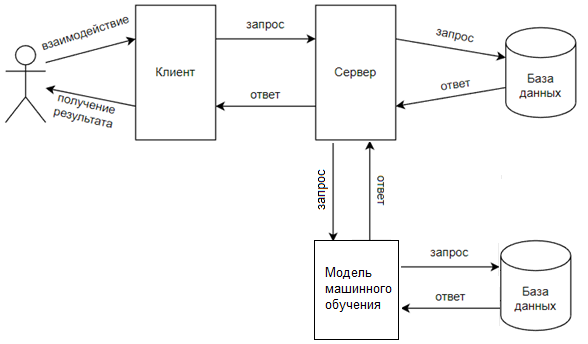 взаимодействие
получение
результата
Клиент
запрос
ответ
Сервер
запрос
ответ
База
данных
запрос
ответ
Модель
машинного
обучения
запрос
ответ
База
данных